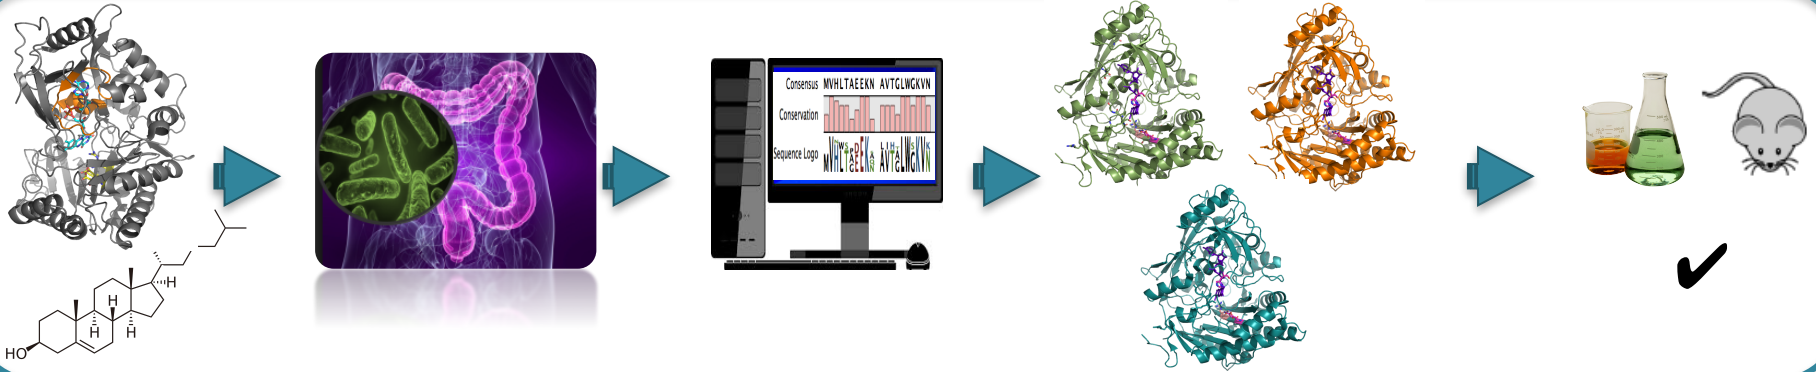 Consensus MVHLTAEEKN AVTGLWGKVN
Conservation
Sequence Logo
H
H
H
H
HO